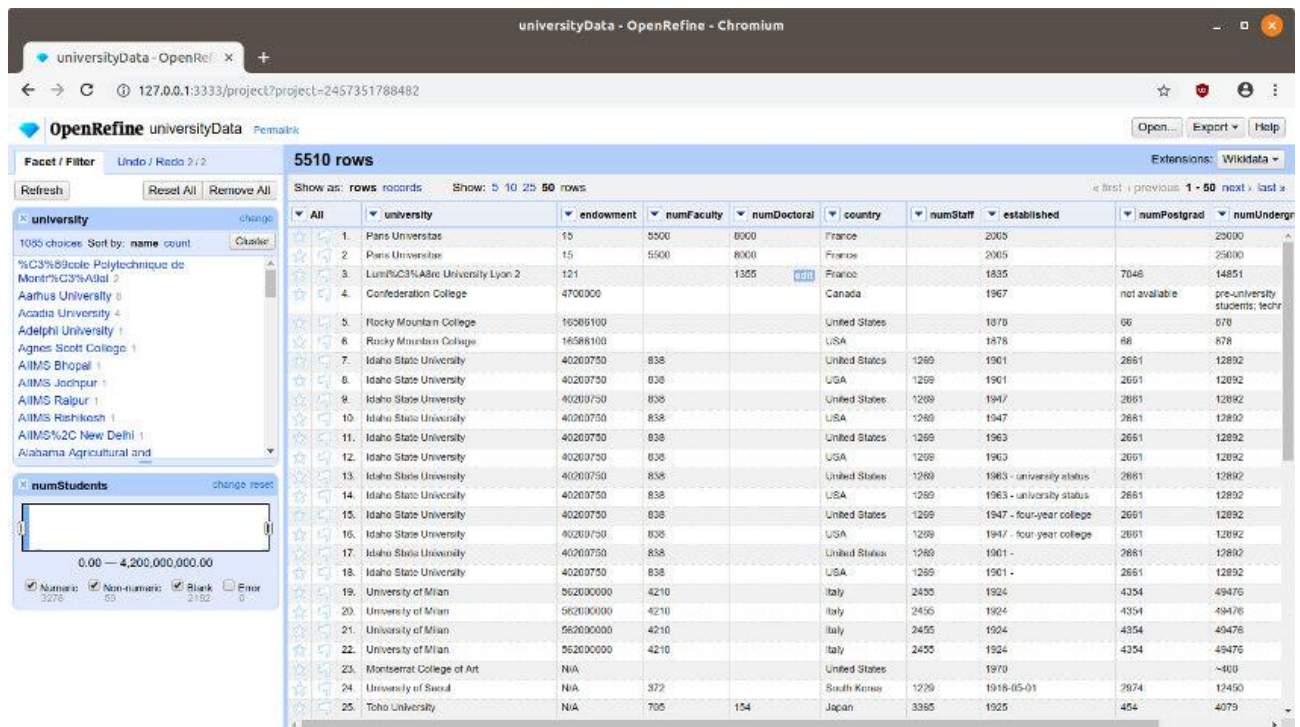 universityData - OpenRefine - Chromium
universityData - OpenRef × +
127.0.0.1:3333/project?project=2457351788482
OpenRefine universityData Permalink
Open... Export Help
Facet / Filter Undo / Redo 2 / 2
5510 rows
Extensions: Wikidata
Refresh Reset All Remove All
Show as: rows records Show: 5 10 25 50 rows
« first ‹ previous 1 - 50 next › last »
university change
1085 choices Sort by: name count Cluster
%C3%89cole Polytechnique de
Montr%C3%A9al 2
Aarhus University 8
Acadia University 4
Adelphi University 1
Agnes Scott College 1
AIIMS Bhopal 1
AIIMS Jodhpur 1
AIIMS Raipur 1
AIIMS Rishikesh 1
AIIMS%2C New Delhi 1
Alabama Agricultural and
numStudents change reset
0.00 — 4,200,000,000.00
Numeric Non-numeric Blank Error
3278 2192 0
All university endowment numFaculty numDoctoral country numStaff established numPostgrad numUndergr
1. Paris Universitas 15 5500 8000 France 2005 25000
2. Paris Universitas 15 5500 8000 France 2005 25000
3. Lumi%C3%A8re University Lyon 2 121 1355 edit France 1835 7046 14851
4. Confederation College 4700000 Canada 1967 not available pre-university
students; techr
5. Rocky Mountain College 16586100 United States 1878 66 878
6. Rocky Mountain College 16586100 USA 1878 66 878
7. Idaho State University 40200750 838 United States 1269 1901 2661 12892
8. Idaho State University 40200750 838 USA 1269 1901 2661 12892
9. Idaho State University 40200750 838 United States 1269 1947 2661 12892
10. Idaho State University 40200750 838 USA 1269 1947 2661 12892
11. Idaho State University 40200750 838 United States 1269 1963 2661 12892
12. Idaho State University 40200750 838 USA 1269 1963 2661 12892
13. Idaho State University 40200750 838 United States 1269 1963 - university status 2661 12892
14. Idaho State University 40200750 838 USA 1269 1963 - university status 2661 12892
15. Idaho State University 40200750 838 United States 1269 1947 - four-year college 2661 12892
16. Idaho State University 40200750 838 USA 1269 1947 - four-year college 2661 12892
17. Idaho State University 40200750 838 United States 1269 1901 - 2661 12892
18. Idaho State University 40200750 838 USA 1269 1901 - 2661 12892
19. University of Milan 562000000 4210 Italy 2455 1924 4354 49476
20. University of Milan 562000000 4210 Italy 2455 1924 4354 49476
21. University of Milan 562000000 4210 Italy 2455 1924 4354 49476
22. University of Milan 562000000 4210 Italy 2455 1924 4354 49476
23. Montserrat College of Art N/A United States 1970 ~400
24. University of Seoul N/A 372 South Korea 1229 1918-05-01 2974 12450
25. Toho University N/A 705 154 Japan 3365 1925 454 4079